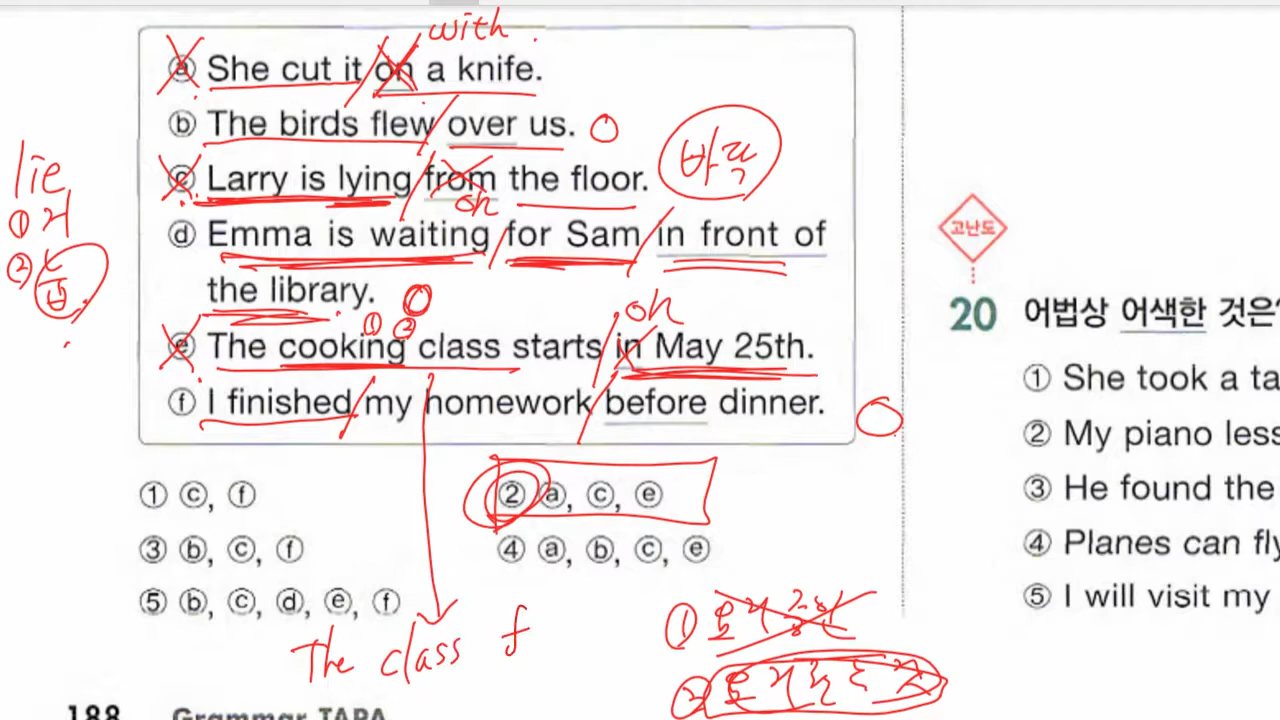 with
ⓐ She cut it on a knife.
ⓑ The birds flew over us.
ⓒ Larry is lying from the floor.
바닥
on
lie
①
②
ⓓ Emma is waiting for Sam in front of
the library.
① ②
on
ⓔ The cooking class starts in May 25th.
ⓕ I finished my homework before dinner.
① ⓒ, ⓕ
② ⓐ, ⓒ, ⓔ
③ ⓑ, ⓒ, ⓕ
④ ⓐ, ⓑ, ⓒ, ⓔ
⑤ ⓑ, ⓒ, ⓓ, ⓔ, ⓕ
The class f
①
②
188 Grammar TAPA
고난도
20 어법상 어색한 것은?
① She took a ta
② My piano less
③ He found the
④ Planes can fly
⑤ I will visit my